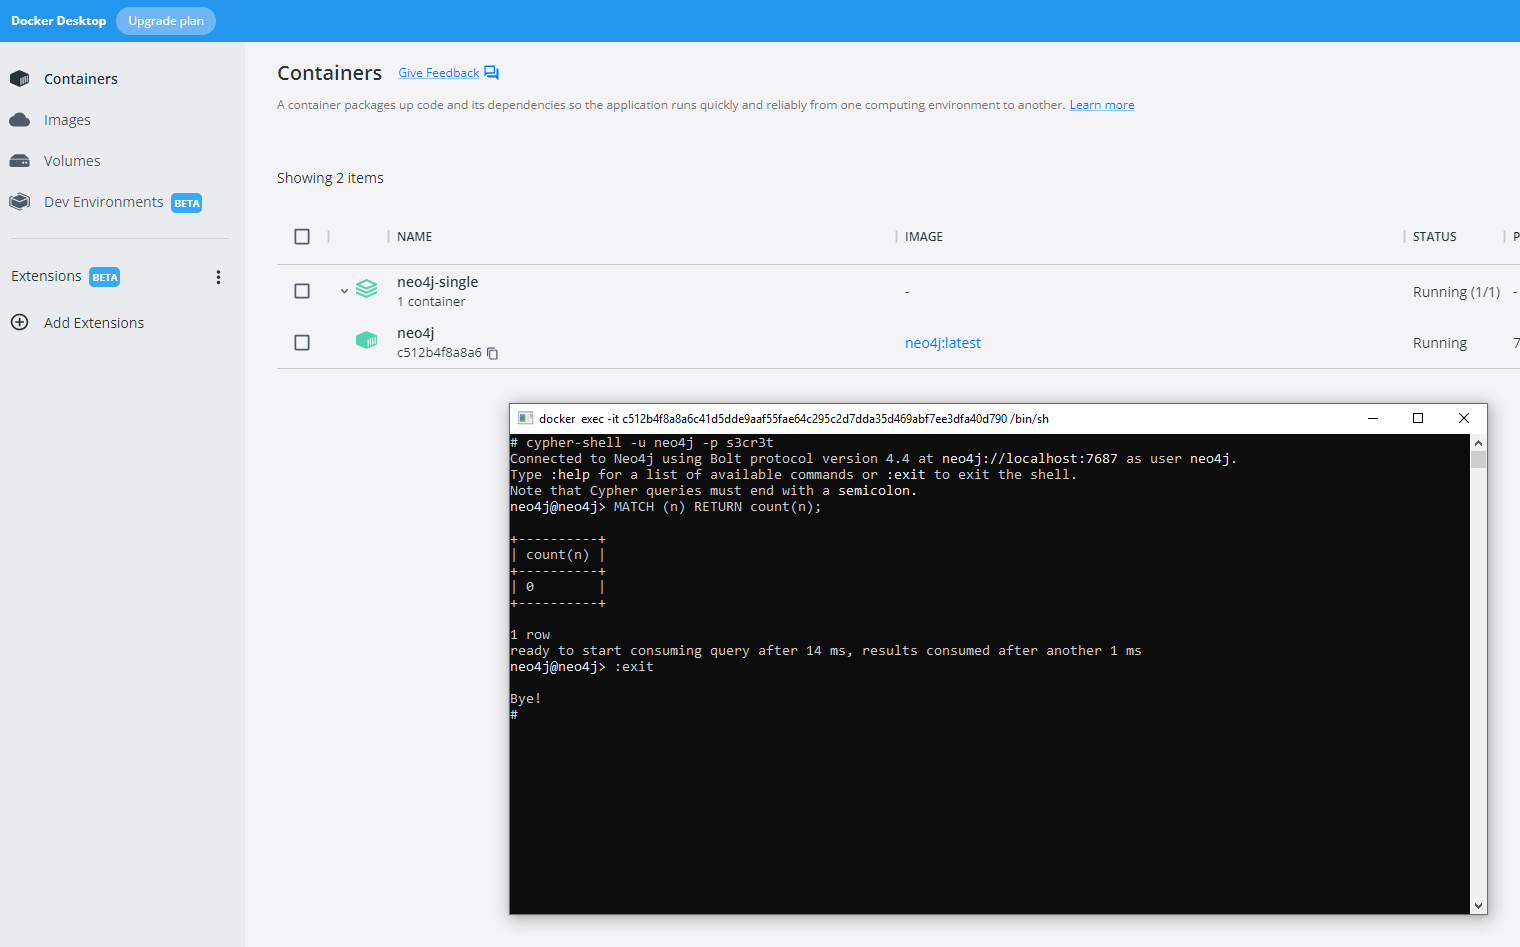 Docker Desktop Upgrade plan
Containers
Images
Volumes
Dev Environments BETA
Extensions BETA
Add Extensions
Containers Give Feedback
A container packages up code and its dependencies so the application runs quickly and reliably from one computing environment to another. Learn more
Showing 2 items
NAME IMAGE STATUS P
neo4j-single - Running (1/1) -
1 container
neo4j neo4j:latest Running 7
c512b4f8a8a6
docker exec -it c512b4f8a8a6c41d5dde9aaf55fae64c295c2d7dda35d469abf7ee3dfa40d790 /bin/sh
# cypher-shell -u neo4j -p s3cr3t
Connected to Neo4j using Bolt protocol version 4.4 at neo4j://localhost:7687 as user neo4j.
Type :help for a list of available commands or :exit to exit the shell.
Note that Cypher queries must end with a semicolon.
neo4j@neo4j> MATCH (n) RETURN count(n);
+----------+
| count(n) |
+----------+
| 0        |
+----------+
1 row
ready to start consuming query after 14 ms, results consumed after another 1 ms
neo4j@neo4j> :exit
Bye!
#